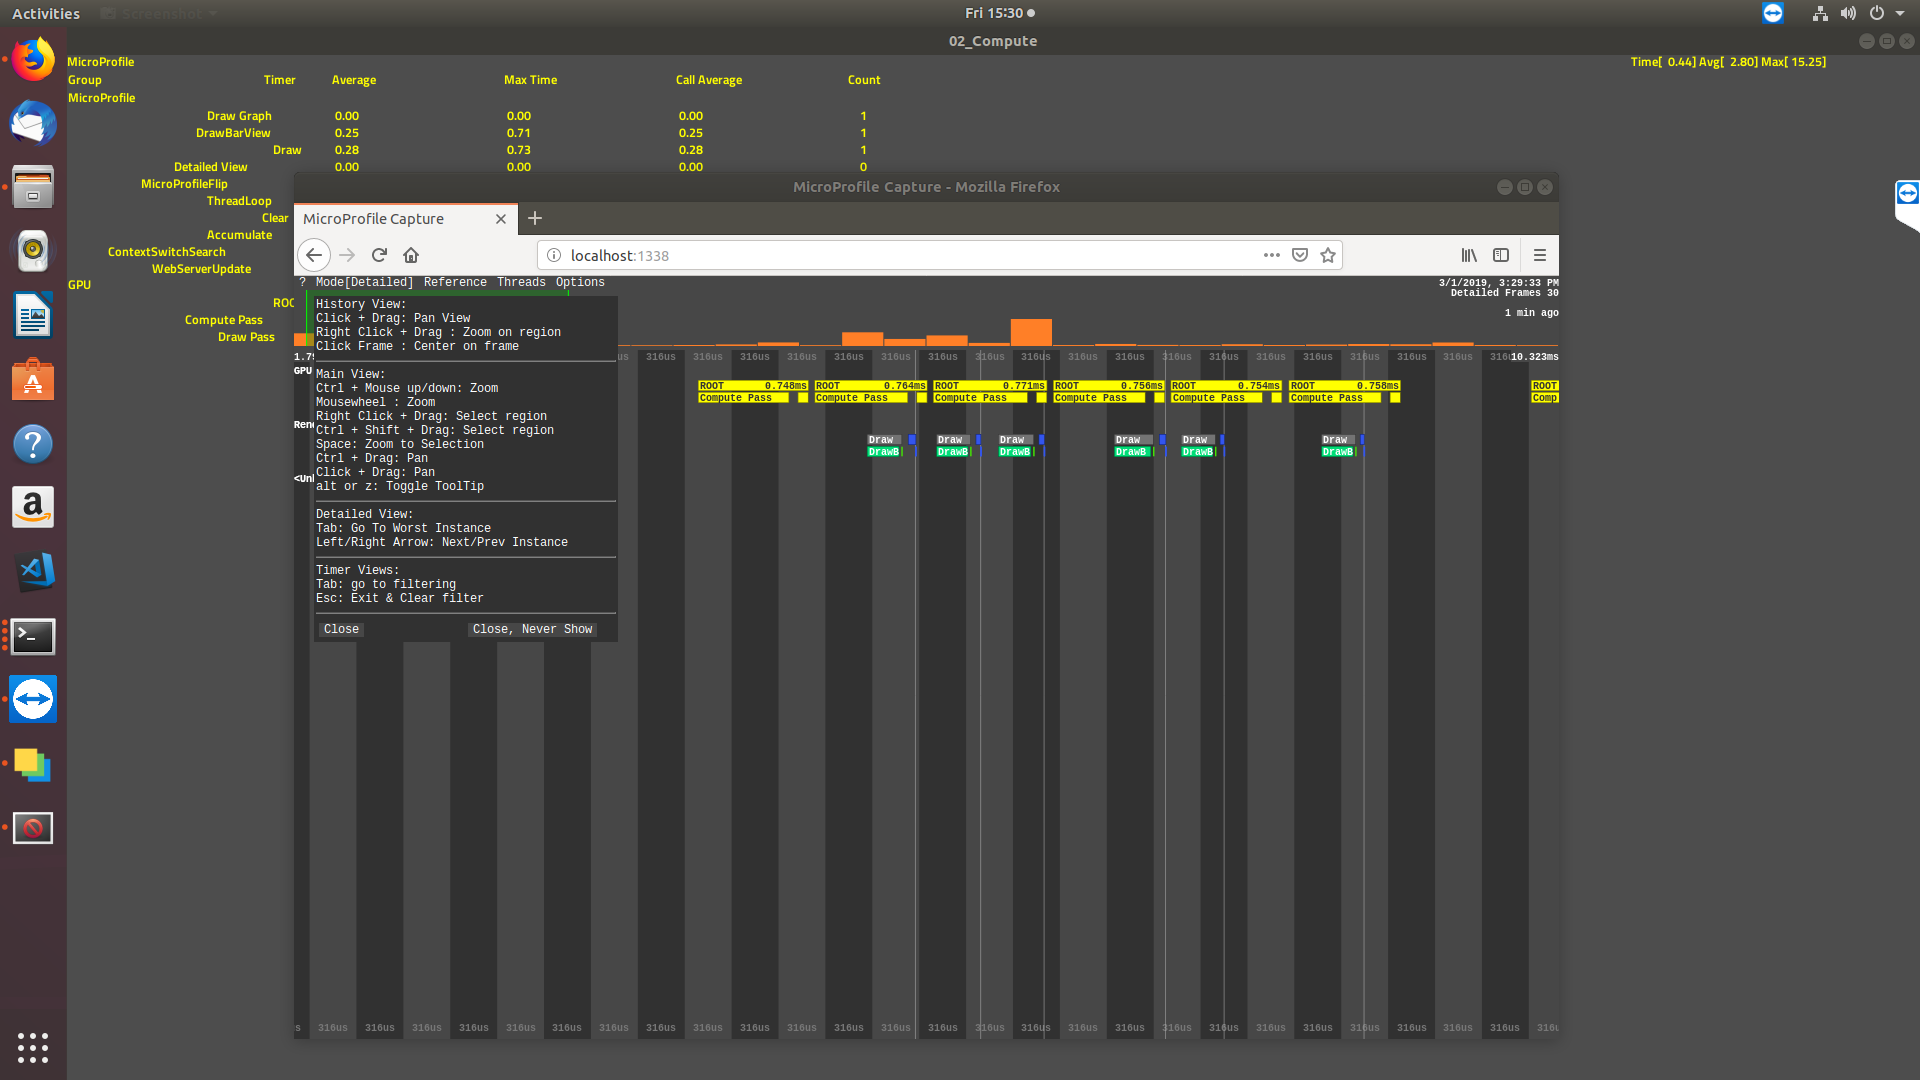 Activities
Screenshot
Fri 15:30
02_Compute
MicroProfile
Time[ 0.44] Avg[ 2.80] Max[ 15.25]
Group Timer Average Max Time Call Average Count
MicroProfile
Draw Graph 0.00 0.00 0.00 1
DrawBarView 0.25 0.71 0.25 1
Draw 0.28 0.73 0.28 1
Detailed View 0.00 0.00 0.00 0
MicroProfileFlip
ThreadLoop
Clear
Accumulate
ContextSwitchSearch
WebServerUpdate
GPU
ROO
Compute Pass
Draw Pass
MicroProfile Capture - Mozilla Firefox
MicroProfile Capture
localhost:1338
? Mode[Detailed] Reference Threads Options
3/1/2019, 3:29:33 PM
Detailed Frames 30
1 min ago
History View:
Click + Drag: Pan View
Right Click + Drag : Zoom on region
Click Frame : Center on frame
Main View:
Ctrl + Mouse up/down: Zoom
Mousewheel : Zoom
Right Click + Drag: Select region
Ctrl + Shift + Drag: Select region
Space: Zoom to Selection
Ctrl + Drag: Pan
Click + Drag: Pan
alt or z: Toggle ToolTip
Detailed View:
Tab: Go To Worst Instance
Left/Right Arrow: Next/Prev Instance
Timer Views:
Tab: go to filtering
Esc: Exit & Clear filter
Close Close, Never Show
1.79 us 316us 316us 316us 316us 316us 316us 316us 316us 316us 316us 316us 316us 316us 316us 316us 316us 316us 316us 316u 10.323ms
GPU
ROOT 0.748ms ROOT 0.764ms ROOT 0.771ms ROOT 0.756ms ROOT 0.754ms ROOT 0.758ms ROOT
Compute Pass Compute Pass Compute Pass Compute Pass Compute Pass Compute Pass Comp
Ren
Draw Draw Draw Draw Draw Draw
DrawB DrawB DrawB DrawB DrawB DrawB
<Un
s 316us 316us 316us 316us 316us 316us 316us 316us 316us 316us 316us 316us 316us 316us 316us 316us 316us 316us 316us 316us 316us 316us 316us 316us 316us 316us 316u